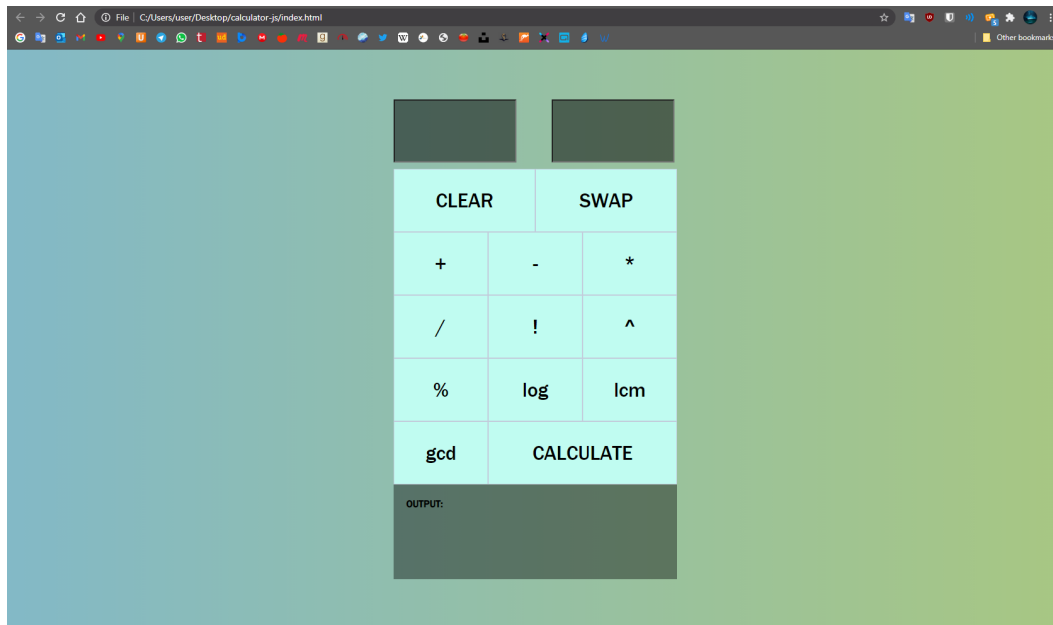 File C:/Users/user/Desktop/calculator-js/index.html
Other bookmarks
CLEAR SWAP
+ - *
/ ! ^
% log lcm
gcd CALCULATE
OUTPUT: